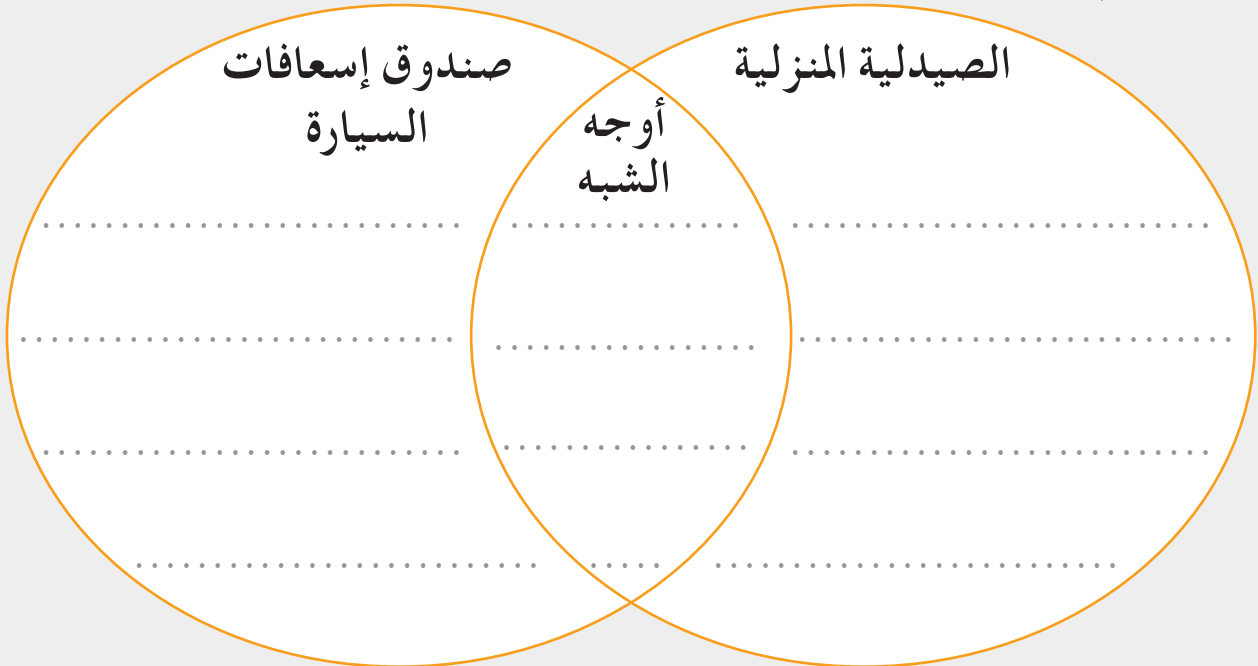 الصيدلية المنزلية
أوجه
الشبه
صندوق إسعافات
السيارة